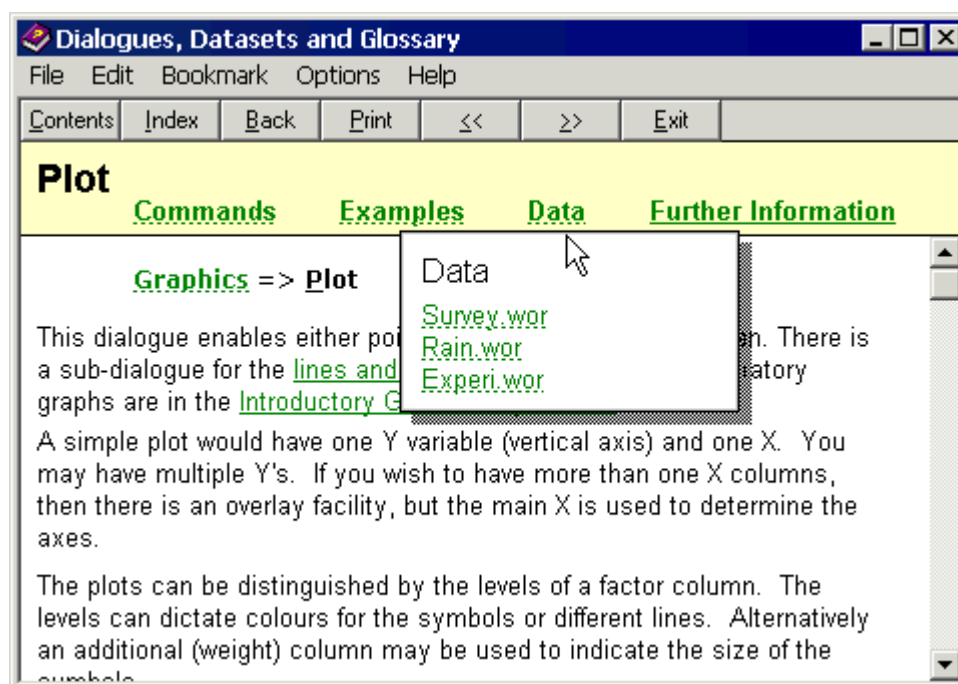 Dialogues, Datasets and Glossary
File Edit Bookmark Options Help
Contents Index Back Print << >> Exit
Plot
Commands Examples Data Further Information
Graphics => Plot
Data
Survey.wor
Rain.wor
Experi.wor
This dialogue enables either poi n. There is
a sub-dialogue for the lines and atory
graphs are in the Introductory G
A simple plot would have one Y variable (vertical axis) and one X. You
may have multiple Y's. If you wish to have more than one X columns,
then there is an overlay facility, but the main X is used to determine the
axes.
The plots can be distinguished by the levels of a factor column. The
levels can dictate colours for the symbols or different lines. Alternatively
an additional (weight) column may be used to indicate the size of the